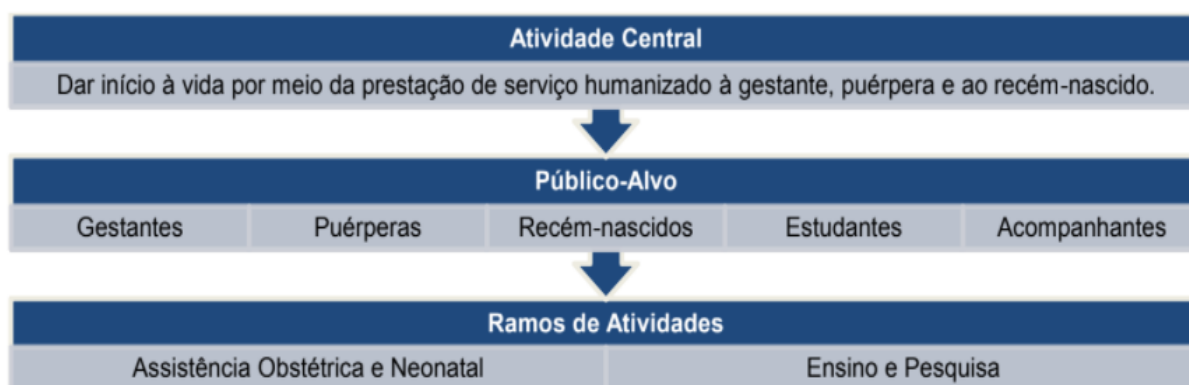 Atividade Central
Dar início à vida por meio da prestação de serviço humanizado à gestante, puérpera e ao recém-nascido.
Público-Alvo
Gestantes Puérperas Recém-nascidos Estudantes Acompanhantes
Ramos de Atividades
Assistência Obstétrica e Neonatal Ensino e Pesquisa